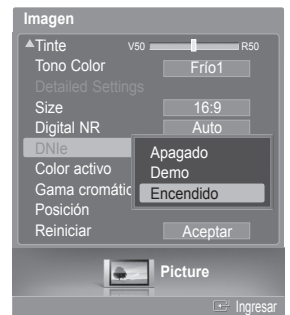 Imagen
Tinte V50 R50
Tono Color Frío1
Detailed Settings
Size 16:9
Digital NR Auto
DNIe Apagado
Demo
Color activo
Gama cromátic Encendido
Posición
Reiniciar Aceptar
Picture
Ingresar